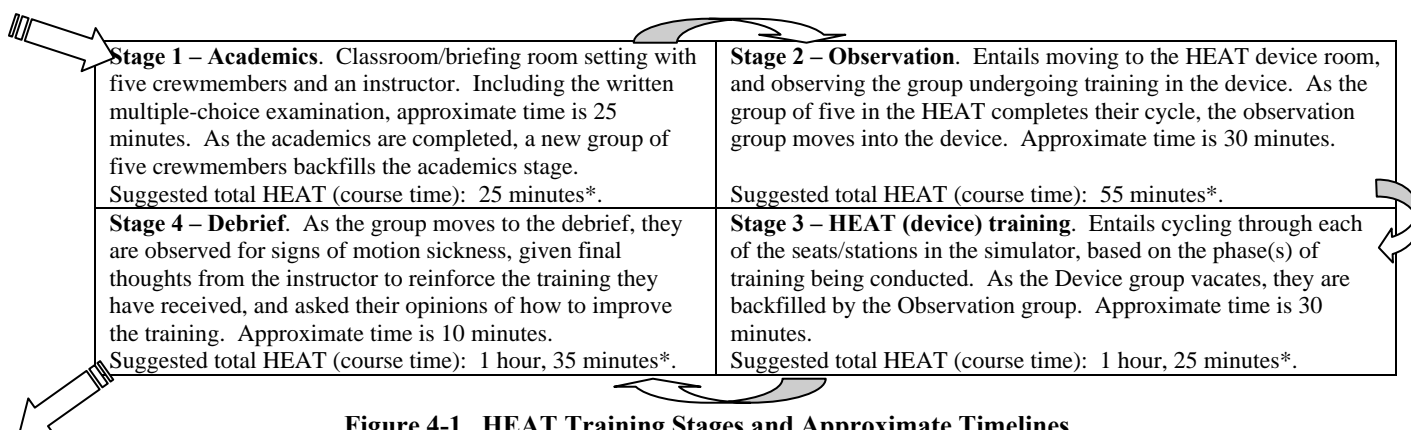 Stage 1 – Academics. Classroom/briefing room setting with
five crewmembers and an instructor. Including the written
multiple-choice examination, approximate time is 25
minutes. As the academics are completed, a new group of
five crewmembers backfills the academics stage.
Suggested total HEAT (course time): 25 minutes*.
Stage 2 – Observation. Entails moving to the HEAT device room,
and observing the group undergoing training in the device. As the
group of five in the HEAT completes their cycle, the observation
group moves into the device. Approximate time is 30 minutes.
Suggested total HEAT (course time): 55 minutes*.
Stage 4 – Debrief. As the group moves to the debrief, they
are observed for signs of motion sickness, given final
thoughts from the instructor to reinforce the training they
have received, and asked their opinions of how to improve
the training. Approximate time is 10 minutes.
Suggested total HEAT (course time): 1 hour, 35 minutes*.
Stage 3 – HEAT (device) training. Entails cycling through each
of the seats/stations in the simulator, based on the phase(s) of
training being conducted. As the Device group vacates, they are
backfilled by the Observation group. Approximate time is 30
minutes.
Suggested total HEAT (course time): 1 hour, 25 minutes*.
Figure 4-1. HEAT Training Stages and Approximate Timelines